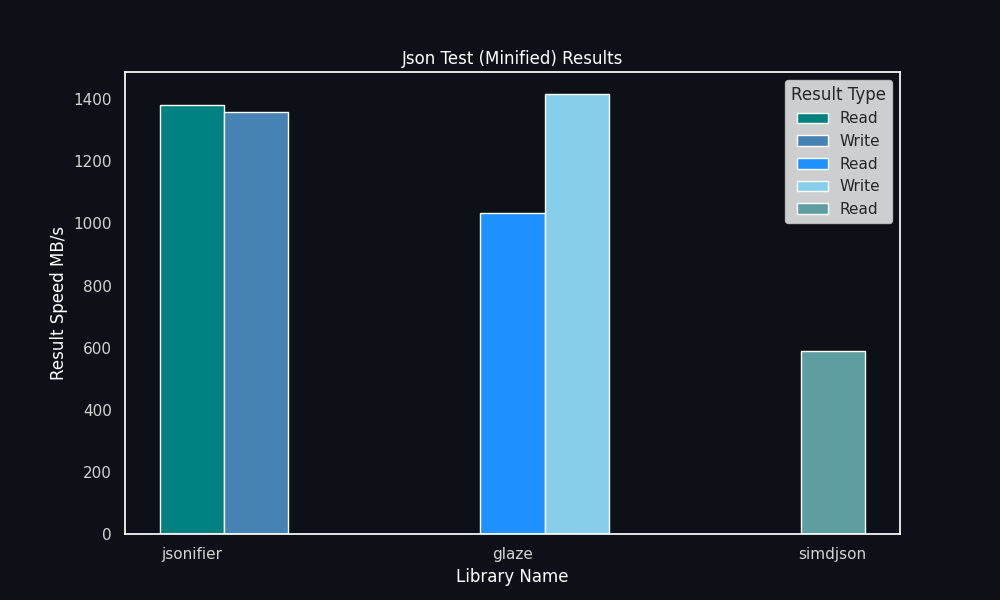 Json Test (Minified) Results
Result Speed MB/s
1400
1200
1000
800
600
400
200
0
Result Type
Read
Write
Read
Write
Read
jsonifier
glaze
simdjson
Library Name